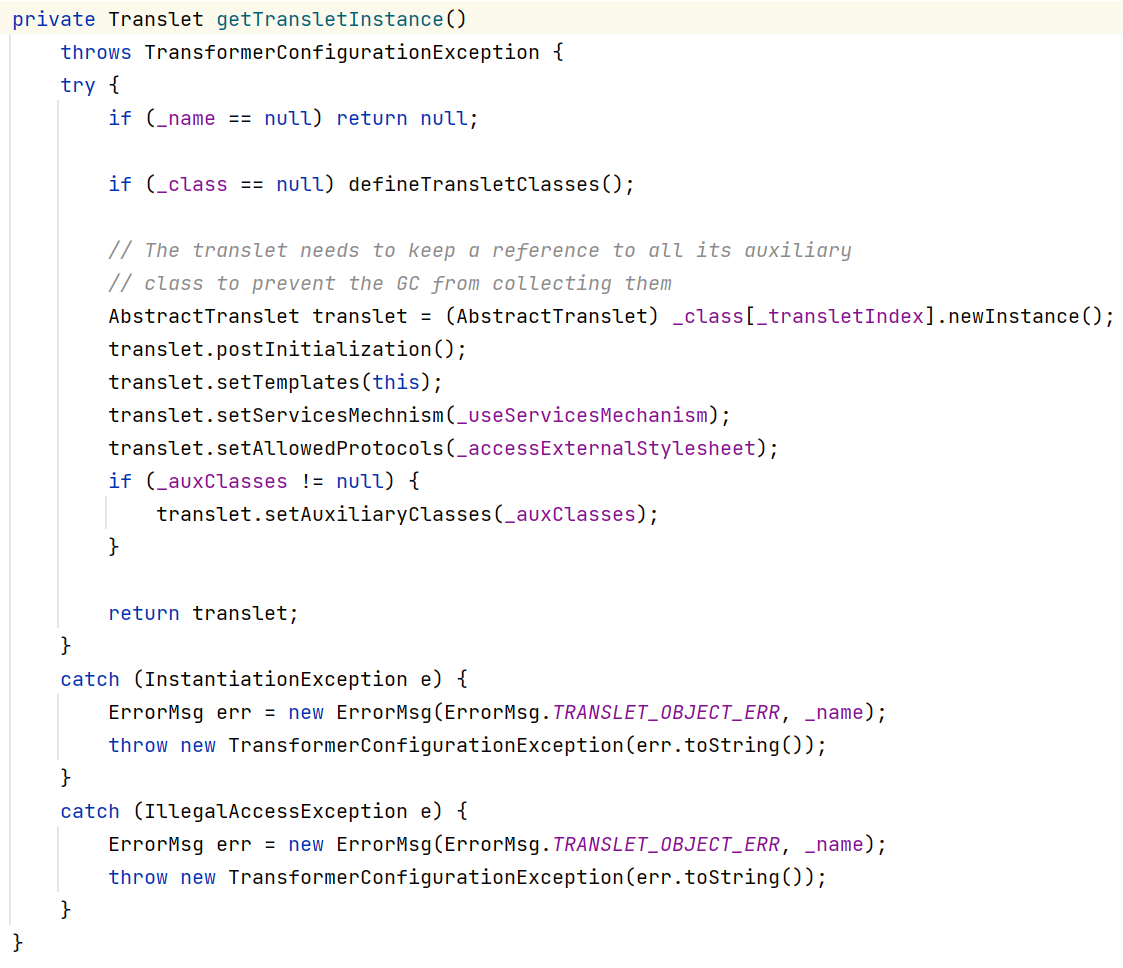 private Translet getTransletInstance()
    throws TransformerConfigurationException {
    try {
        if (_name == null) return null;

        if (_class == null) defineTransletClasses();

        // The translet needs to keep a reference to all its auxiliary
        // class to prevent the GC from collecting them
        AbstractTranslet translet = (AbstractTranslet) _class[_transletIndex].newInstance();
        translet.postInitialization();
        translet.setTemplates(this);
        translet.setServicesMechnism(_useServicesMechanism);
        translet.setAllowedProtocols(_accessExternalStylesheet);
        if (_auxClasses != null) {
            translet.setAuxiliaryClasses(_auxClasses);
        }

        return translet;
    }
    catch (InstantiationException e) {
        ErrorMsg err = new ErrorMsg(ErrorMsg.TRANSLET_OBJECT_ERR, _name);
        throw new TransformerConfigurationException(err.toString());
    }
    catch (IllegalAccessException e) {
        ErrorMsg err = new ErrorMsg(ErrorMsg.TRANSLET_OBJECT_ERR, _name);
        throw new TransformerConfigurationException(err.toString());
    }
}